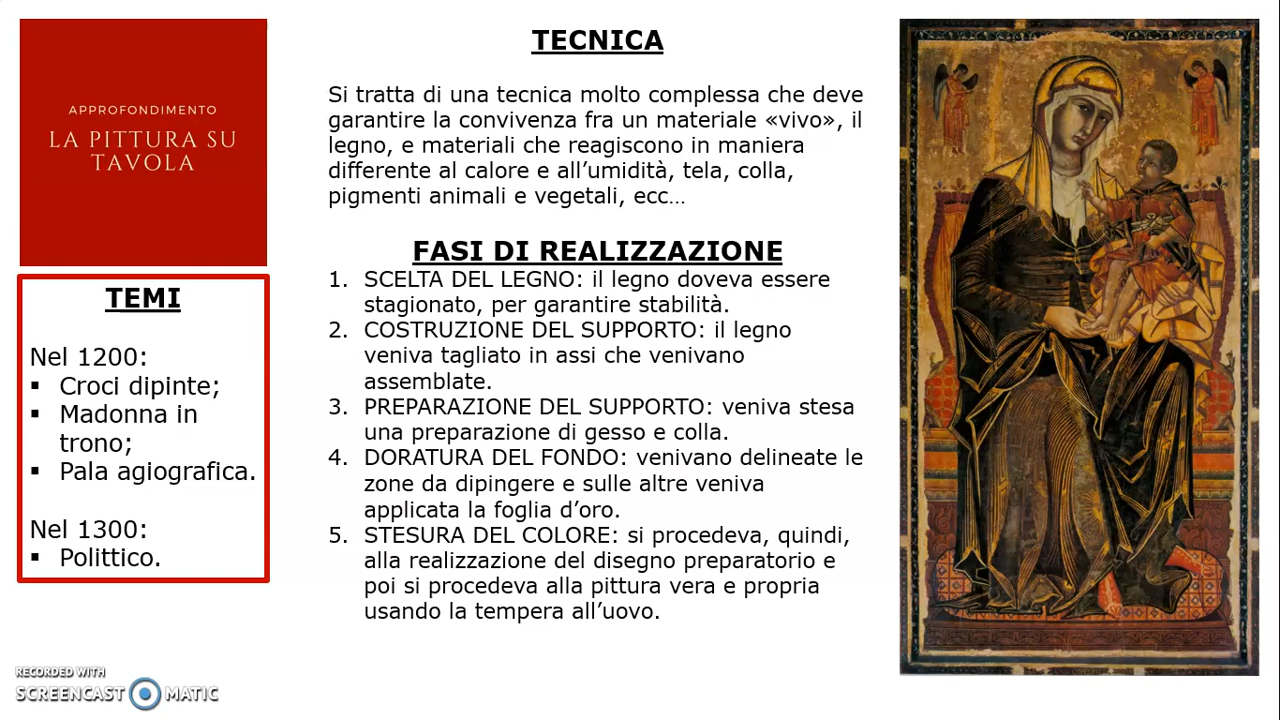 APPROFONDIMENTO
LA PITTURA SU
TAVOLA
TEMI
Nel 1200:
▪ Croci dipinte;
▪ Madonna in
trono;
▪ Pala agiografica.
Nel 1300:
▪ Polittico.
TECNICA
Si tratta di una tecnica molto complessa che deve
garantire la convivenza fra un materiale «vivo», il
legno, e materiali che reagiscono in maniera
differente al calore e all’umidità, tela, colla,
pigmenti animali e vegetali, ecc…
FASI DI REALIZZAZIONE
1. SCELTA DEL LEGNO: il legno doveva essere
stagionato, per garantire stabilità.
2. COSTRUZIONE DEL SUPPORTO: il legno
veniva tagliato in assi che venivano
assemblate.
3. PREPARAZIONE DEL SUPPORTO: veniva stesa
una preparazione di gesso e colla.
4. DORATURA DEL FONDO: venivano delineate le
zone da dipingere e sulle altre veniva
applicata la foglia d’oro.
5. STESURA DEL COLORE: si procedeva, quindi,
alla realizzazione del disegno preparatorio e
poi si procedeva alla pittura vera e propria
usando la tempera all’uovo.
RECORDED WITH
SCREENCAST MATIC